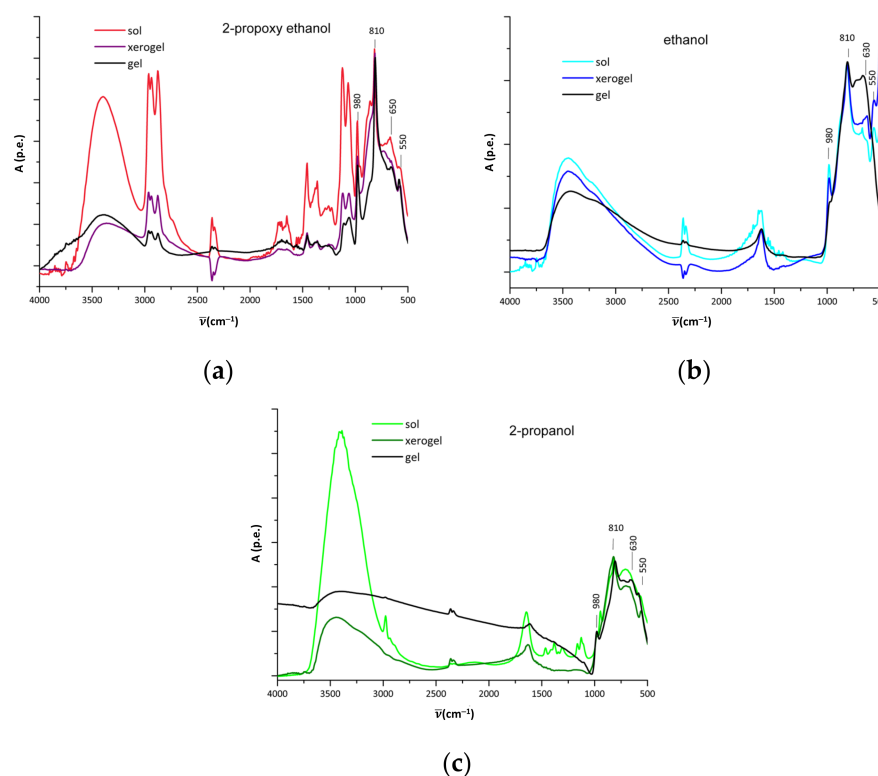 2-propoxy ethanol
sol
xerogel
gel
810
980
650
550
A (p.e.)
4000 3500 3000 2500 2000 1500 1000 500
ν̅(cm⁻¹)
(a)
ethanol
sol
xerogel
gel
810
630
550
980
A (p.e.)
4000 3500 3000 2500 2000 1500 1000 500
ν̅(cm⁻¹)
(b)
2-propanol
sol
xerogel
gel
810
630
550
980
A (p.e.)
4000 3500 3000 2500 2000 1500 1000 500
ν̅(cm⁻¹)
(c)